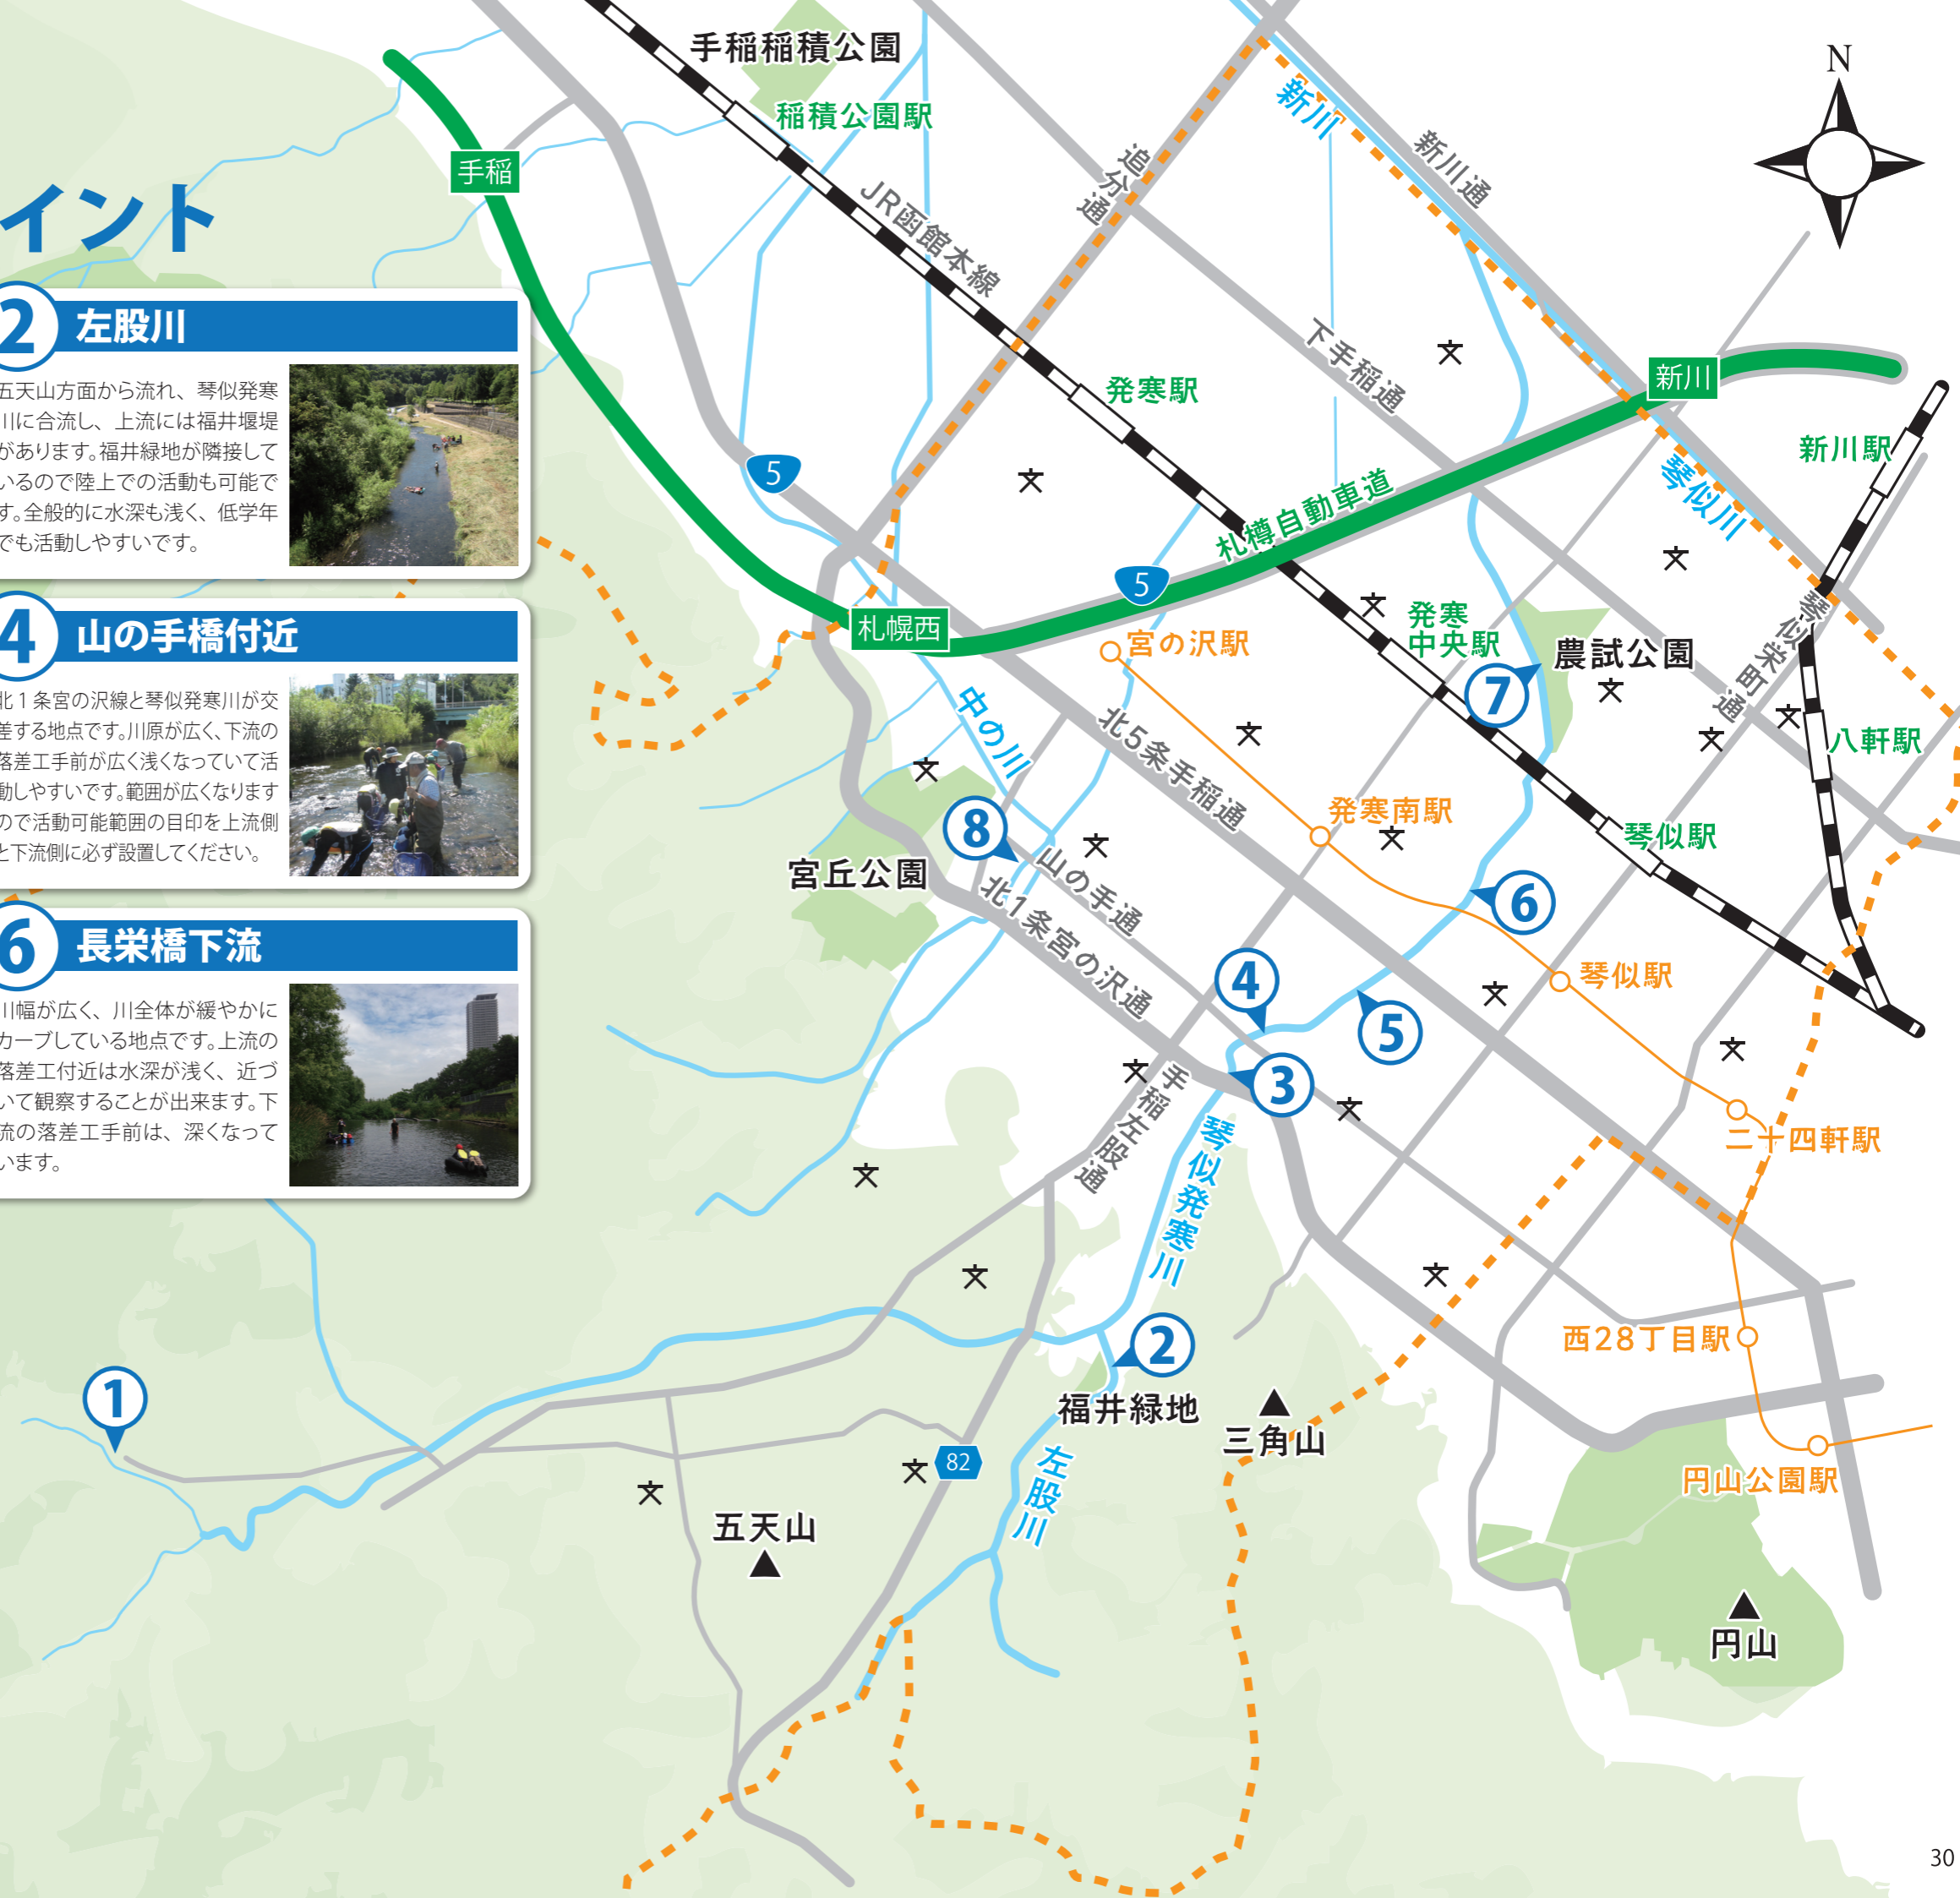 イント
2 左股川
五天山方面から流れ、琴似発寒
川に合流し、上流には福井堰堤
があります。福井緑地が隣接して
いるので陸上での活動も可能で
す。全般的に水深も浅く、低学年
でも活動しやすいです。
4 山の手橋付近
北1条宮の沢線と琴似発寒川が交
差する地点です。川原が広く、下流の
落差工手前が広く浅くなっていて活
動しやすいです。範囲が広くなります
ので活動可能範囲の目印を上流側
と下流側に必ず設置してください。
6 長栄橋下流
川幅が広く、川全体が緩やかに
カーブしている地点です。上流の
落差工付近は水深が浅く、近づ
いて観察することが出来ます。下
流の落差工手前は、深くなって
います。
N
手稲稲積公園
稲積公園駅
手稲
新川
追分通
新川通
JR函館本線
下手稲通
発寒駅
新川
新川駅
琴似川
5
札樽自動車道
5
札幌西
宮の沢駅
発寒
中央駅
農試公園
琴似栄町通
7
中の川
北5条手稲通
八軒駅
発寒南駅
琴似駅
8
山の手通
宮丘公園
北1条宮の沢通
6
4
琴似駅
5
3
手稲左股通
琴似発寒川
二十四軒駅
2
西28丁目駅
福井緑地
三角山
1
82
左股川
円山公園駅
五天山
円山
30